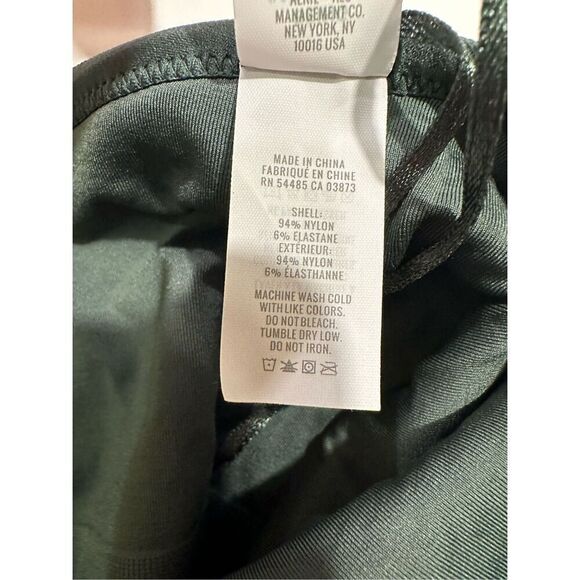 MANAGEMENT CO.
NEW YORK, NY
10016 USA
MADE IN CHINA
FABRIQUÉ EN CHINE
RN 54485 CA 03873
SHELL:
94% NYLON
6% ELASTANE
EXTÉRIEUR:
94% NYLON
6% ÉLASTHANNE
MACHINE WASH COLD
WITH LIKE COLORS.
DO NOT BLEACH.
TUMBLE DRY LOW.
DO NOT IRON.